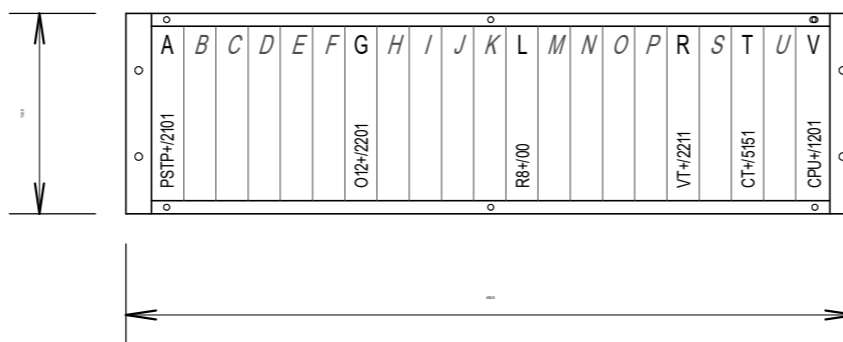 A B C D E F G H I J K L M N O P R S T U V
PSTP+/2101
O12+/2201
R8+/00
VT+/2211
CT+/5151
CPU+/1201